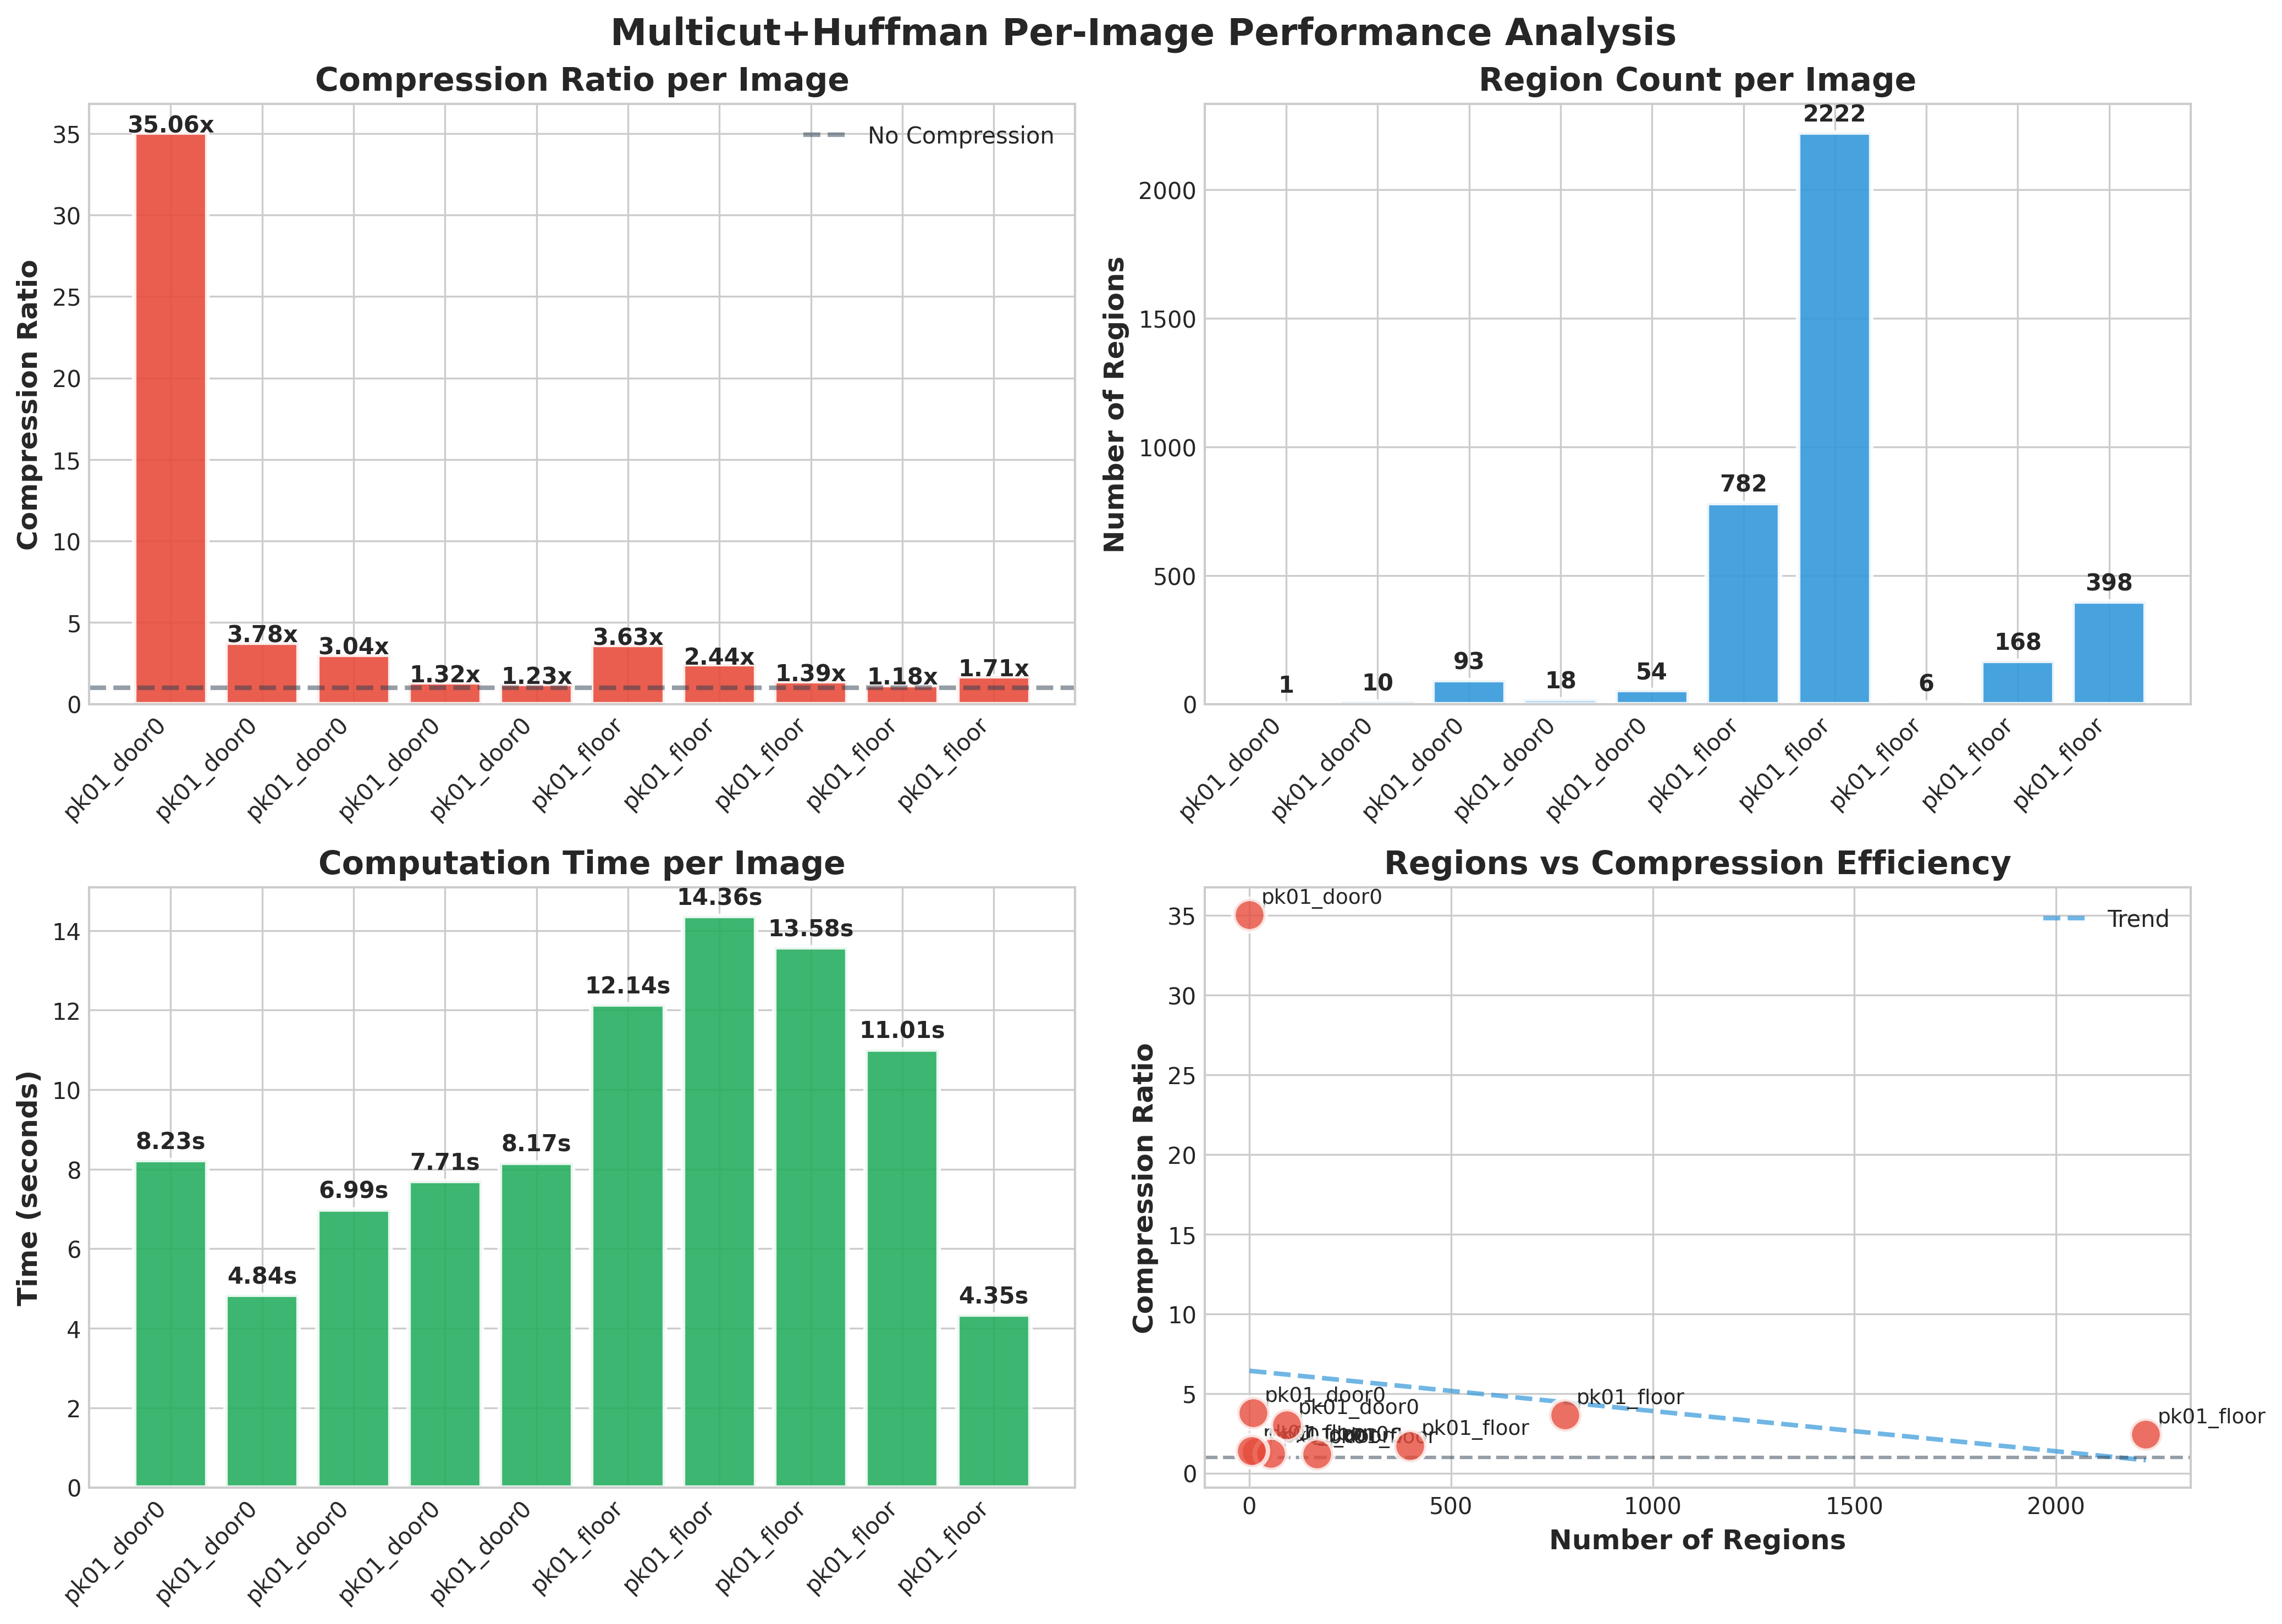 Multicut+Huffman Per-Image Performance Analysis
Compression Ratio per Image
Compression Ratio
35
30
25
20
15
10
5
0
No Compression
35.06x
3.78x
3.04x
1.32x
1.23x
3.63x
2.44x
1.39x
1.18x
1.71x
pk01_door0
pk01_door0
pk01_door0
pk01_door0
pk01_door0
pk01_floor
pk01_floor
pk01_floor
pk01_floor
pk01_floor
Region Count per Image
Number of Regions
2000
1500
1000
500
0
1
10
93
18
54
782
2222
6
168
398
pk01_door0
pk01_door0
pk01_door0
pk01_door0
pk01_door0
pk01_floor
pk01_floor
pk01_floor
pk01_floor
pk01_floor
Computation Time per Image
Time (seconds)
14
12
10
8
6
4
2
0
8.23s
4.84s
6.99s
7.71s
8.17s
12.14s
14.36s
13.58s
11.01s
4.35s
pk01_door0
pk01_door0
pk01_door0
pk01_door0
pk01_door0
pk01_floor
pk01_floor
pk01_floor
pk01_floor
pk01_floor
Regions vs Compression Efficiency
Compression Ratio
35
30
25
20
15
10
5
0
Trend
pk01_door0
pk01_door0
pk01_door0
pk01_floor
pk01_floor
pk01_floor
0
500
1000
1500
2000
Number of Regions